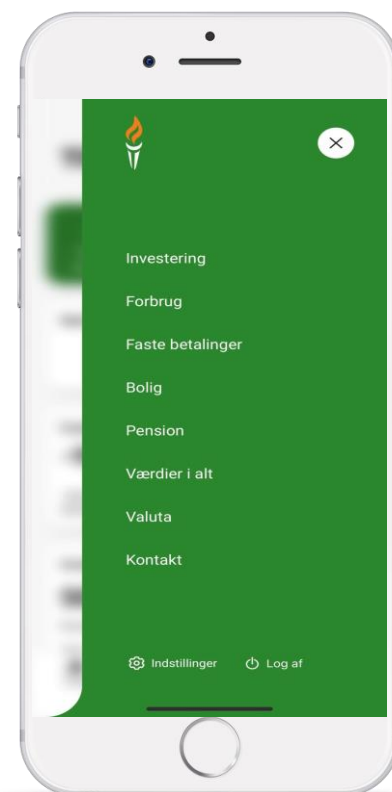 Investering
Forbrug
Faste betalinger
Bolig
Pension
Værdier i alt
Valuta
Kontakt
Indstillinger Log af